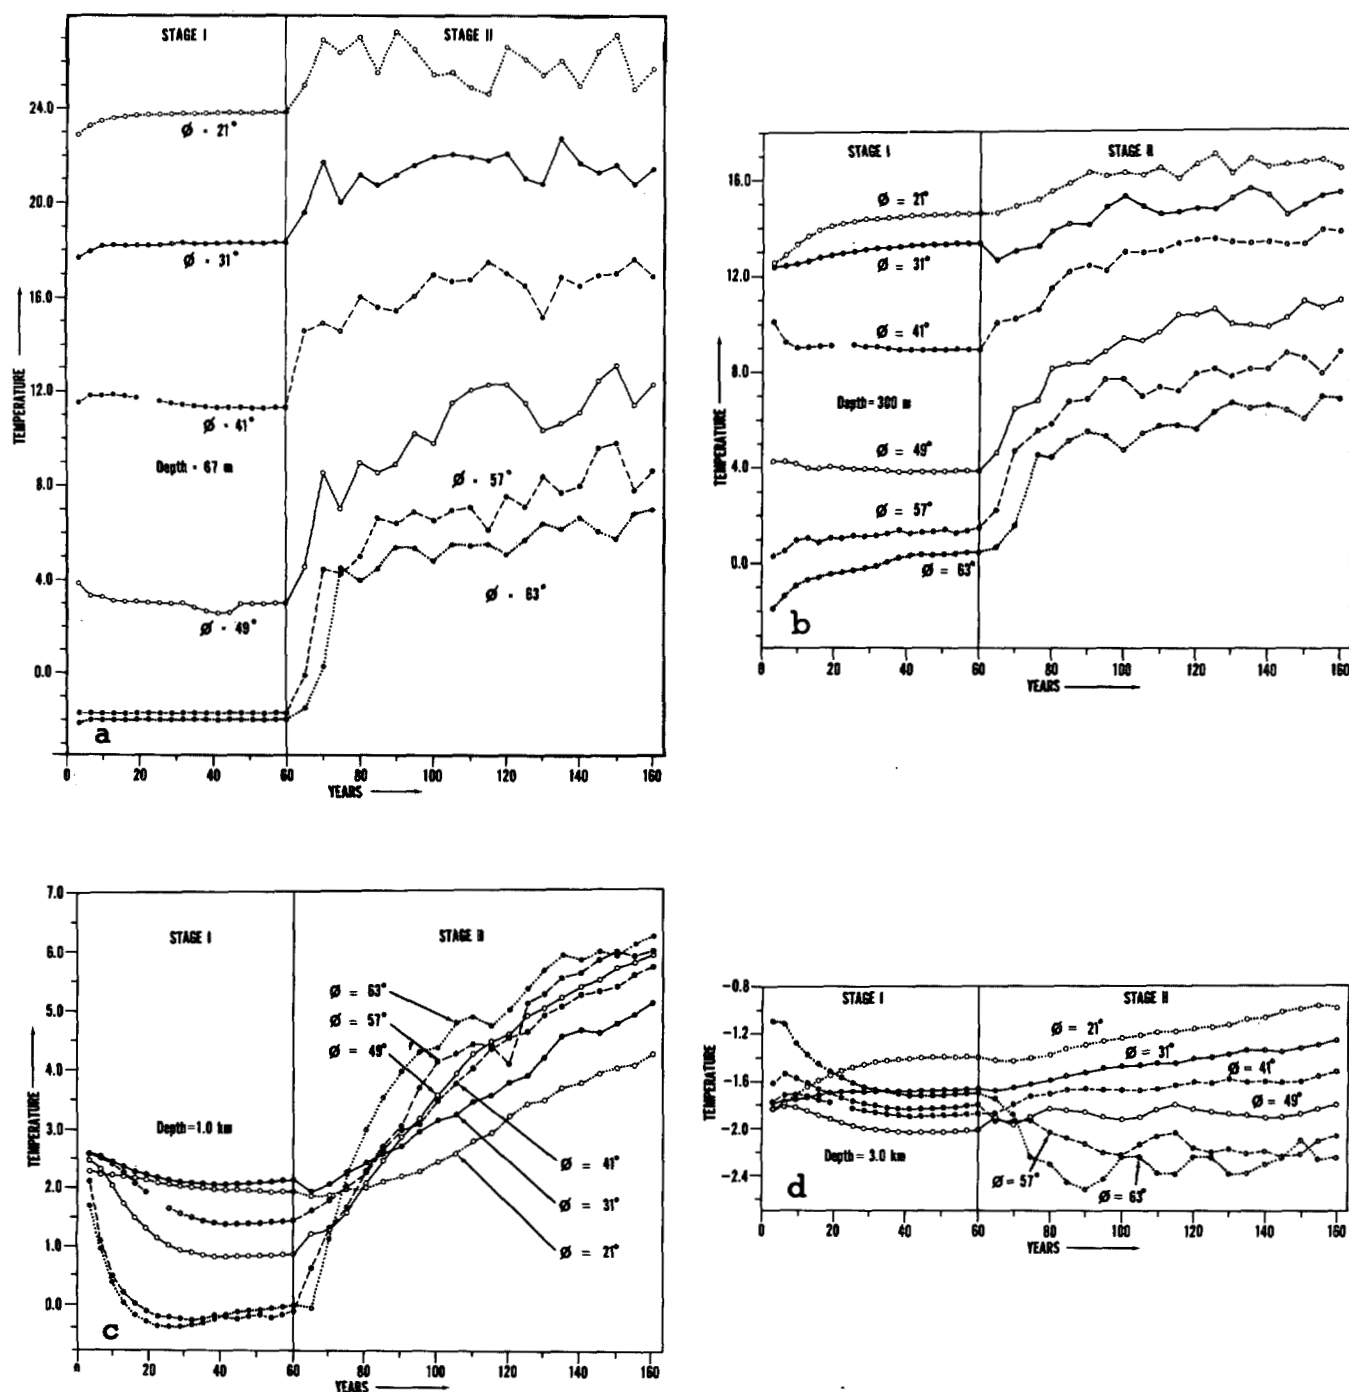 STAGE I
STAGE II
24.0
20.0
16.0
12.0
8.0
4.0
0.0
TEMPERATURE
Ø = 21°
Ø = 31°
Ø = 41°
Depth = 67 m
Ø = 57°
Ø = 49°
Ø = 63°
a
0 20 40 60 80 100 120 140 160
YEARS
STAGE I
STAGE II
16.0
12.0
8.0
4.0
0.0
TEMPERATURE
Ø = 21°
Ø = 31°
Ø = 41°
Depth = 300 m
Ø = 49°
Ø = 57°
Ø = 63°
b
0 20 40 60 80 100 120 140 160
YEARS
7.0
6.0
5.0
4.0
3.0
2.0
1.0
0.0
TEMPERATURE
STAGE I
STAGE II
Ø = 63°
Ø = 57°
Ø = 49°
Depth = 1.0 km
Ø = 41°
Ø = 31°
Ø = 21°
c
0 20 40 60 80 100 120 140 160
YEARS
-0.8
-1.2
-1.6
-2.0
-2.4
TEMPERATURE
STAGE I
STAGE II
Ø = 21°
Ø = 31°
Ø = 41°
Ø = 49°
Depth = 3.0 km
Ø = 57°
Ø = 63°
d
0 20 40 60 80 100 120 140 160
YEARS